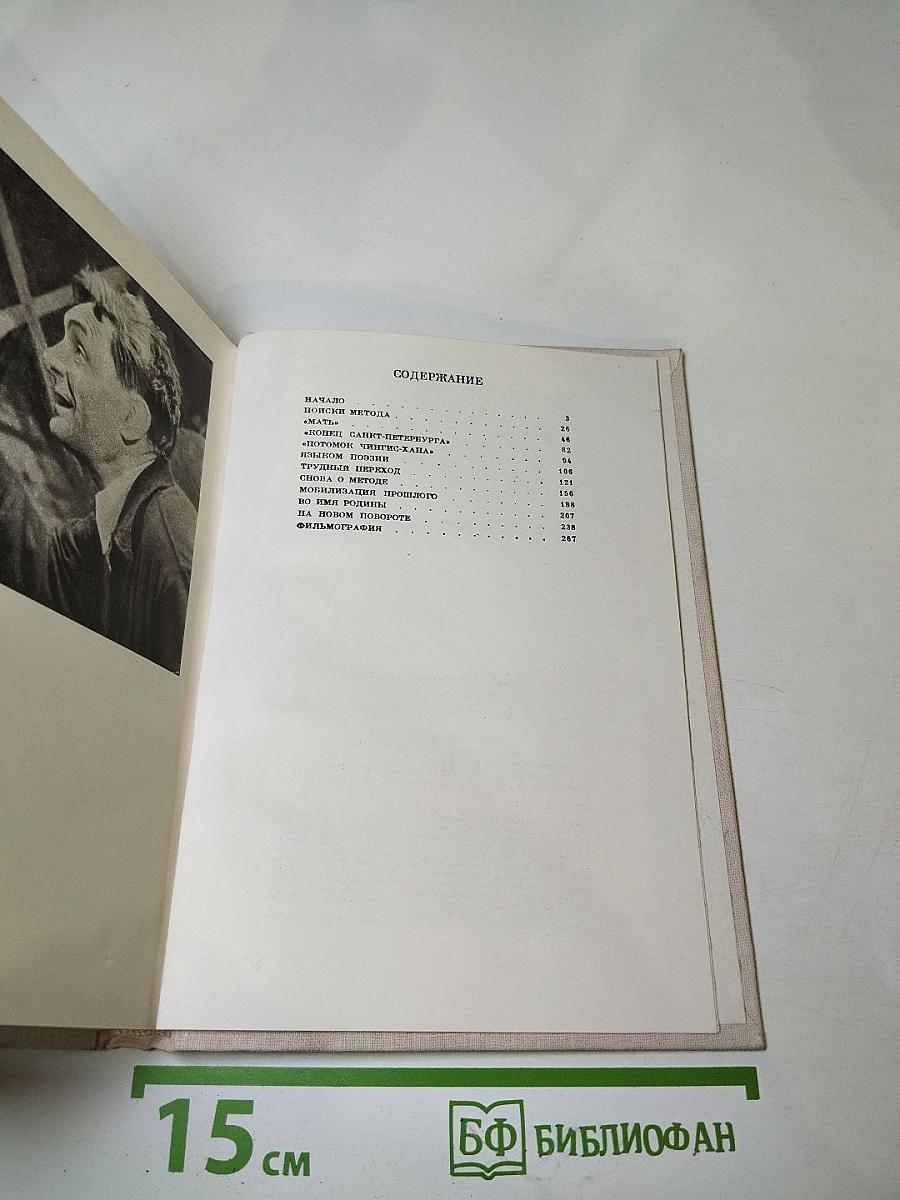 СОДЕРЖАНИЕ
НАЧАЛО . . . . . . . . . . 3
ПОИСКИ МЕТОДА . . . . . . . . . . 26
«МАТЬ» . . . . . . . . . . 46
«КОНЕЦ САНКТ-ПЕТЕРБУРГА» . . . . . . 82
«ПОТОМОК ЧИНГИС-ХАНА» . . . . . . . 94
ЯЗЫКОМ ПОЭЗИИ . . . . . . . . . . 106
ТРУДНЫЙ ПЕРЕХОД . . . . . . . . . 121
СНОВА О МЕТОДЕ . . . . . . . . . . 156
МОБИЛИЗАЦИЯ ПРОШЛОГО . . . . . . . 188
ВО ИМЯ РОДИНЫ . . . . . . . . . . 207
НА НОВОМ ПОВОРОТЕ . . . . . . . . 238
ФИЛЬМОГРАФИЯ . . . . . . . . . . 267
15 см
БФ БИБЛИОФАН